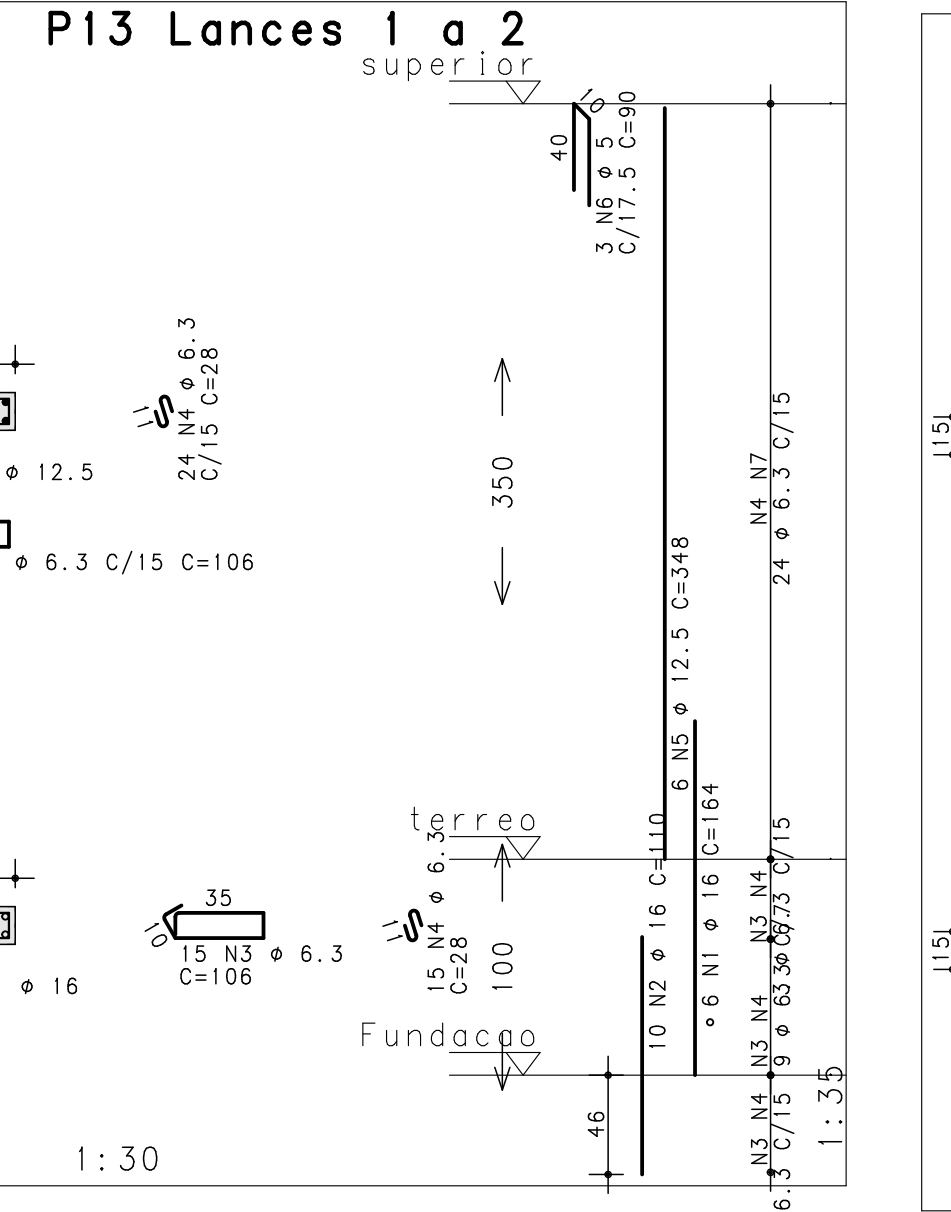 P13 Lances 1 a 2
superior
10
40
3 N6 φ 5
C/17.5 C=90
24 N4 φ 6.3
C/15 C=28
11
φ 12.5
φ 6.3 C/15 C=106
350
N4 N7
24 φ 6.3 C/15
6 N5 φ 12.5 C=348
terreo
35
10
15 N3 φ 6.3
C=106
11
15 N4 φ 6.3
C=28
100
φ 16
10 N2 φ 16 C=110
6 N1 φ 16 C=164
N3 N4
C/15
N3 N4
9 φ 6
Fundacao
46
N3 N4
6.3 C/15
1:30
1:35
15
15